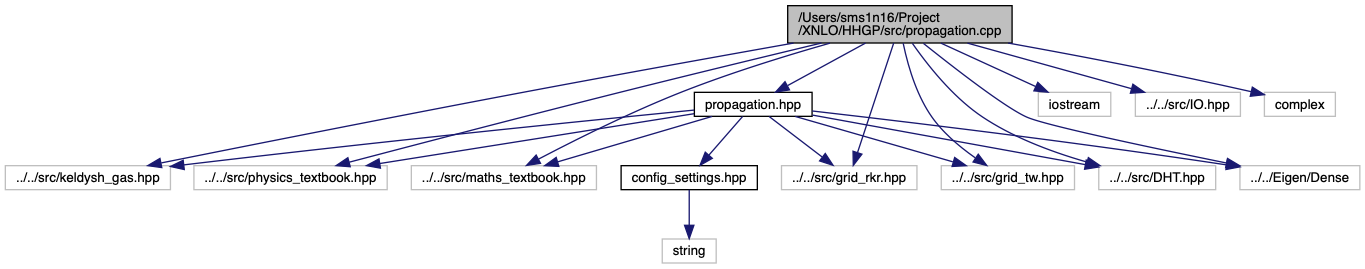 /Users/sms1n16/Project
/XNLO/HHGP/src/propagation.cpp
propagation.hpp
iostream
../../src/IO.hpp
complex
../../src/keldysh_gas.hpp
../../src/physics_textbook.hpp
../../src/maths_textbook.hpp
config_settings.hpp
../../src/grid_rkr.hpp
../../src/grid_tw.hpp
../../src/DHT.hpp
../../Eigen/Dense
string